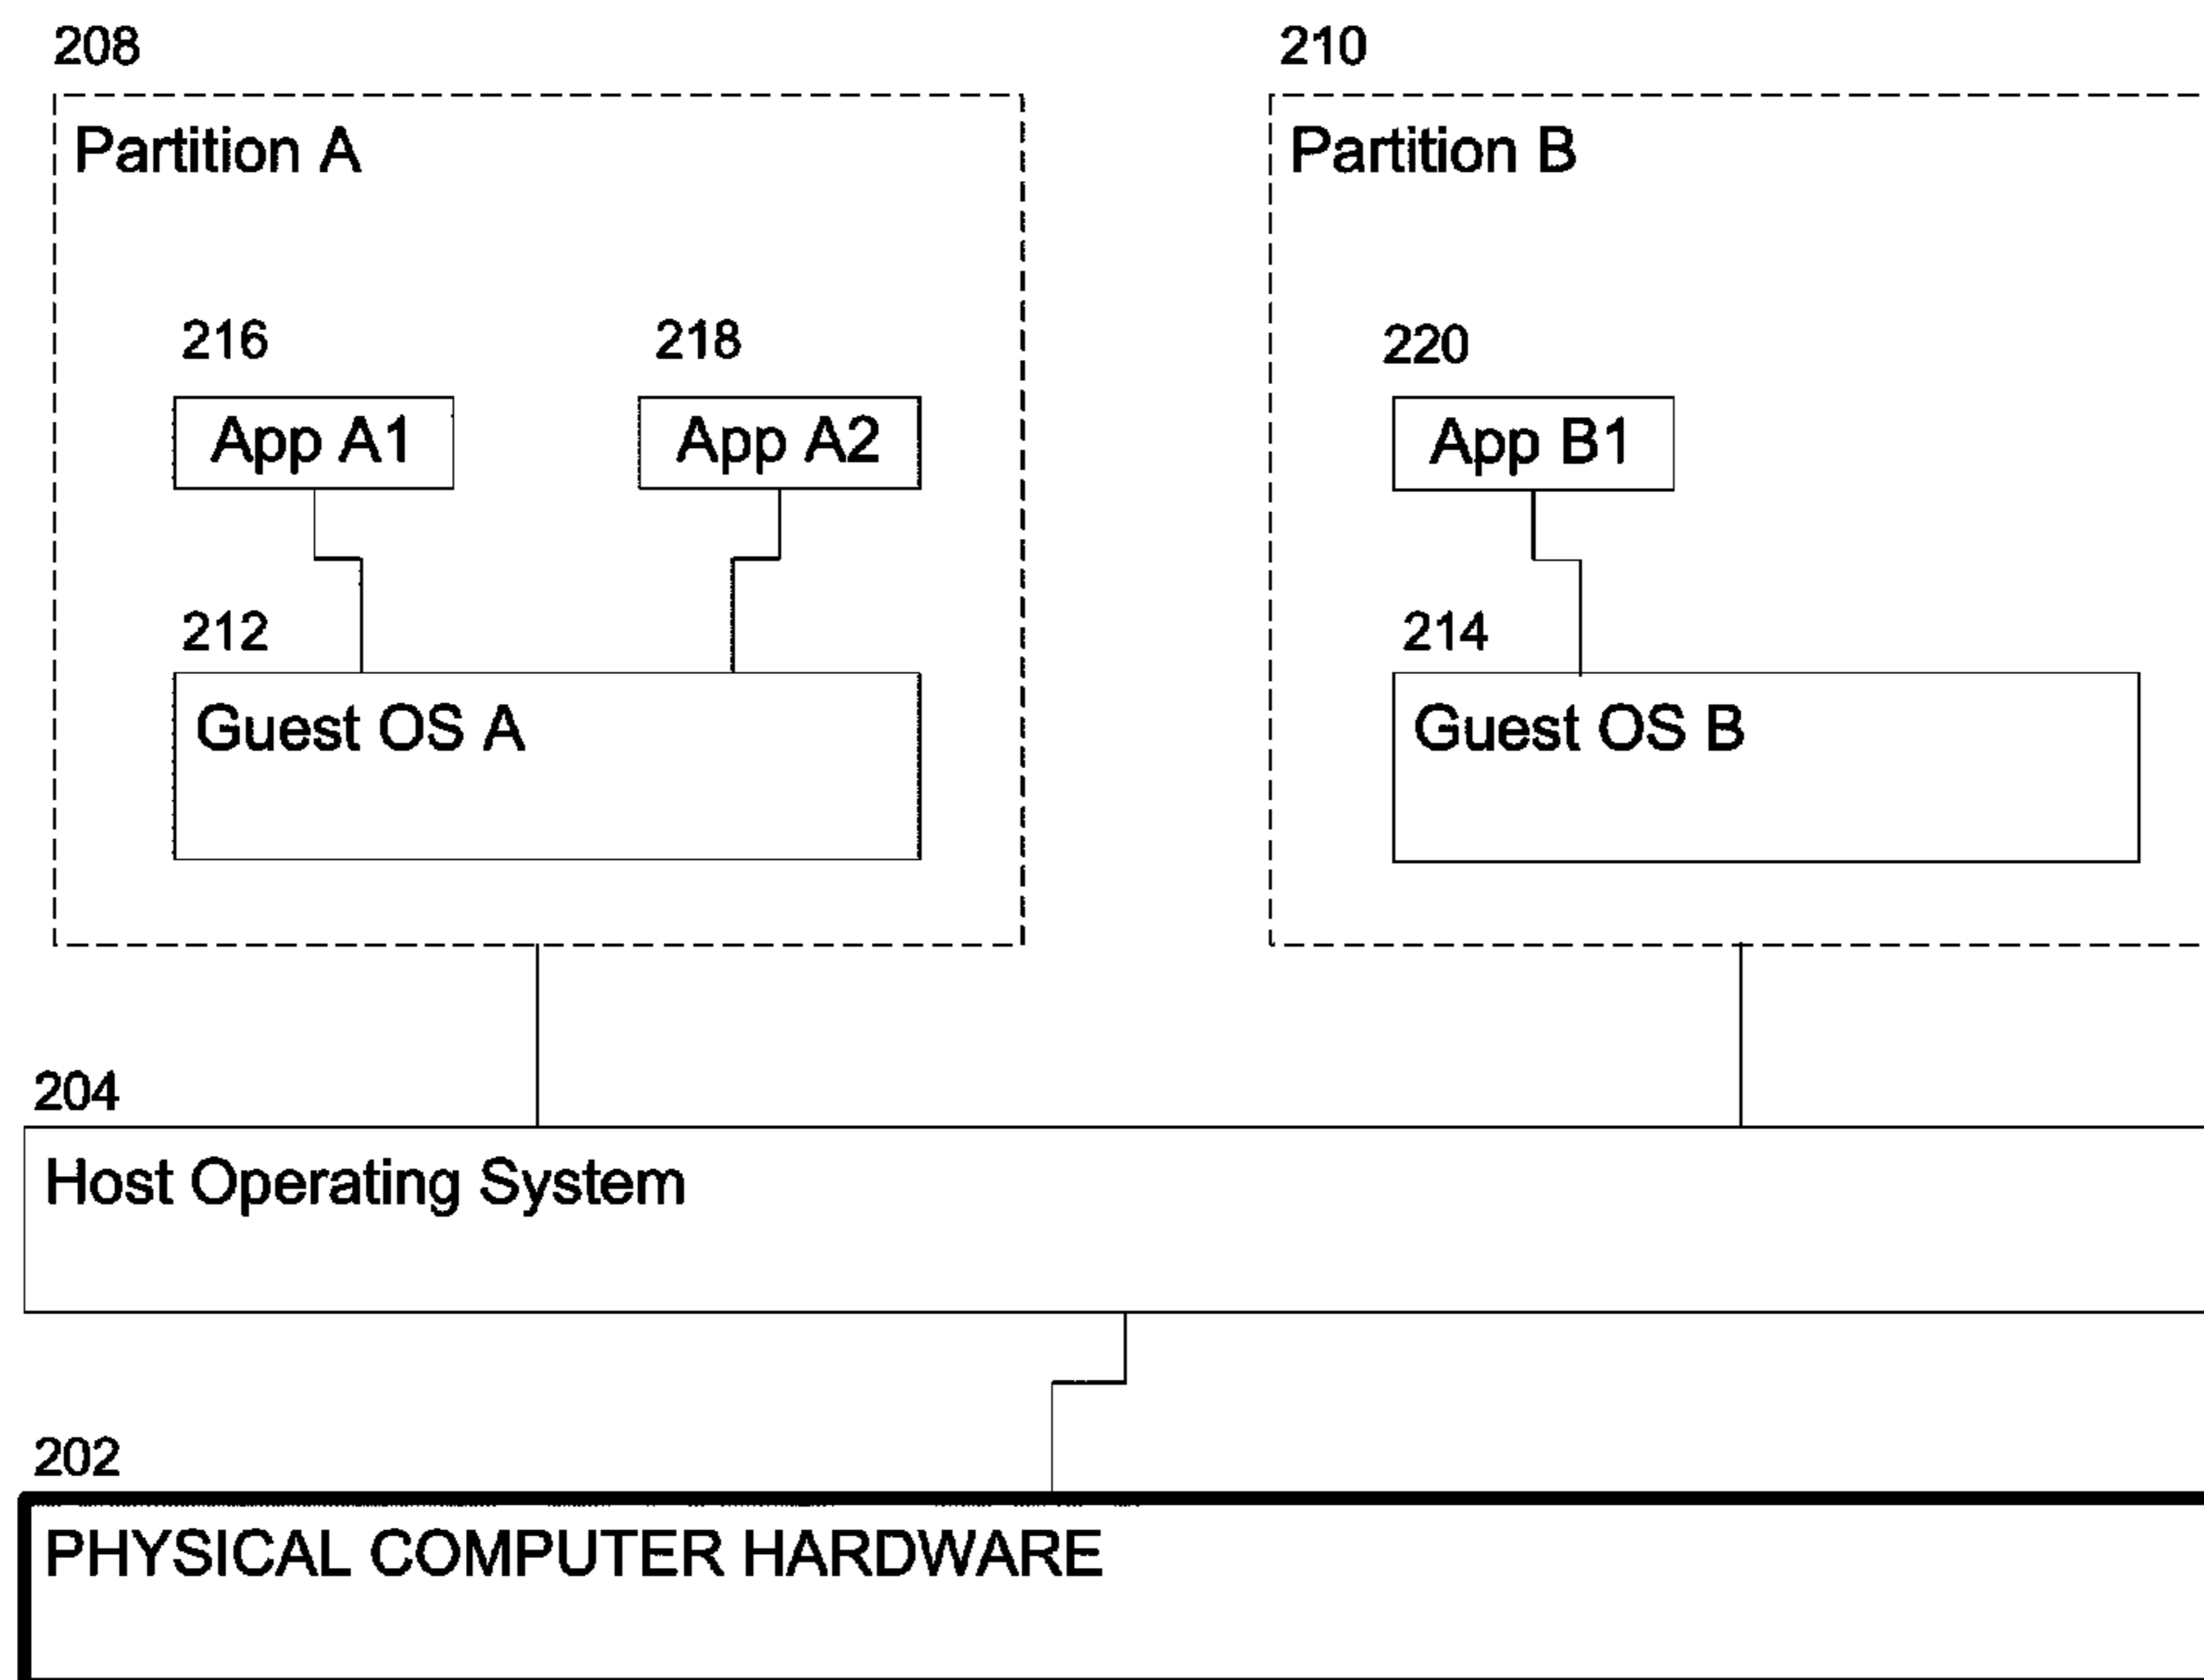 208
210
Partition A
Partition B
216
218
220
App A1
App A2
App B1
212
214
Guest OS A
Guest OS B
204
Host Operating System
202
PHYSICAL COMPUTER HARDWARE